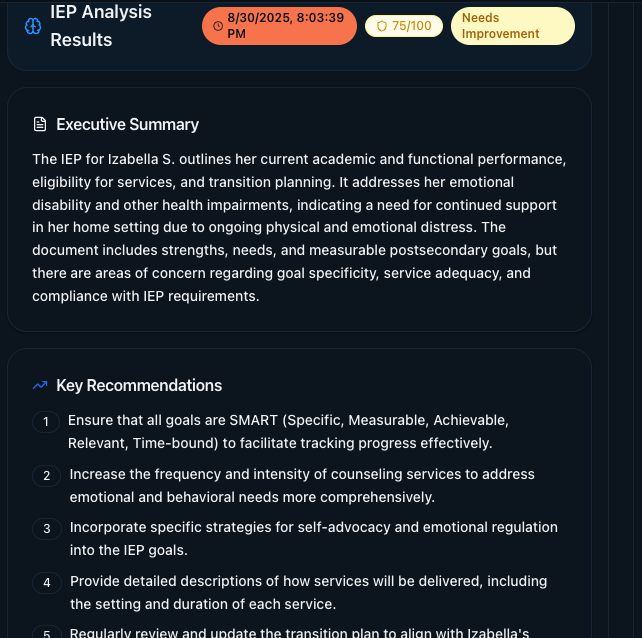 IEP Analysis
Results
8/30/2025, 8:03:39
PM
75/100
Needs
Improvement
Executive Summary
The IEP for Izabella S. outlines her current academic and functional performance,
eligibility for services, and transition planning. It addresses her emotional
disability and other health impairments, indicating a need for continued support
in her home setting due to ongoing physical and emotional distress. The
document includes strengths, needs, and measurable postsecondary goals, but
there are areas of concern regarding goal specificity, service adequacy, and
compliance with IEP requirements.
Key Recommendations
1 Ensure that all goals are SMART (Specific, Measurable, Achievable,
Relevant, Time-bound) to facilitate tracking progress effectively.
2 Increase the frequency and intensity of counseling services to address
emotional and behavioral needs more comprehensively.
3 Incorporate specific strategies for self-advocacy and emotional regulation
into the IEP goals.
4 Provide detailed descriptions of how services will be delivered, including
the setting and duration of each service.
5 Regularly review and update the transition plan to align with Izabella's